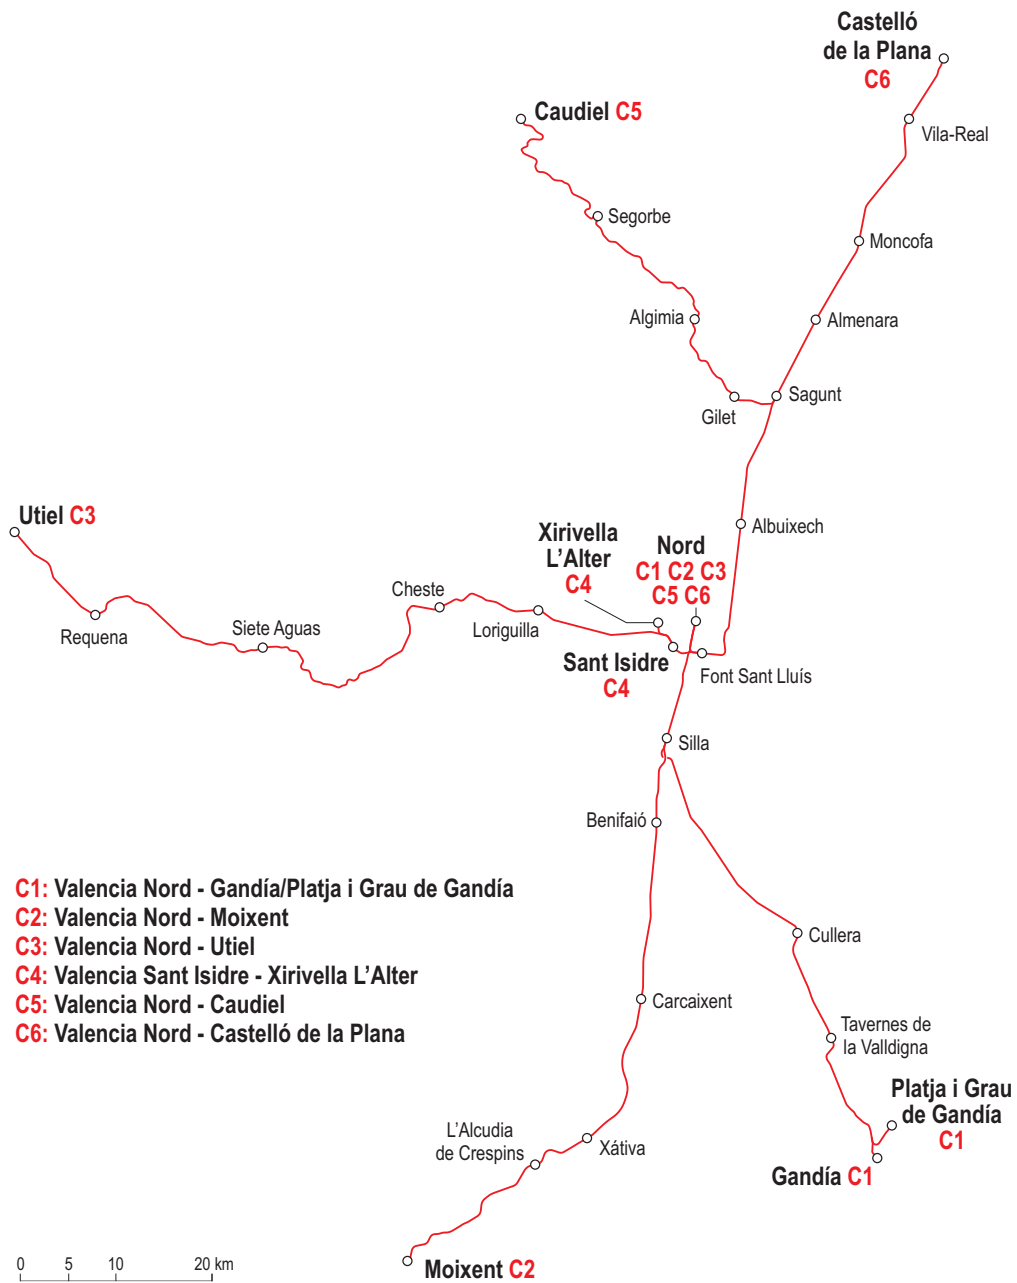 Castelló
de la Plana
C6
Caudiel C5
Vila-Real
Segorbe
Moncofa
Algimia
Almenara
Gilet
Sagunt
Utiel C3
Xirivella
L'Alter
C4
Nord
C1 C2 C3
C5 C6
Albuixech
Cheste
Requena
Siete Aguas
Loriguilla
Sant Isidre
C4
Font Sant Lluís
Silla
Benifaió
C1: Valencia Nord - Gandía/Platja i Grau de Gandía
C2: Valencia Nord - Moixent
C3: Valencia Nord - Utiel
C4: Valencia Sant Isidre - Xirivella L'Alter
C5: Valencia Nord - Caudiel
C6: Valencia Nord - Castelló de la Plana
Cullera
Carcaixent
Tavernes de
la Valldigna
Platja i Grau
de Gandía
C1
L'Alcudia
de Crespins
Xátiva
Gandía C1
Moixent C2
0 5 10 20 km